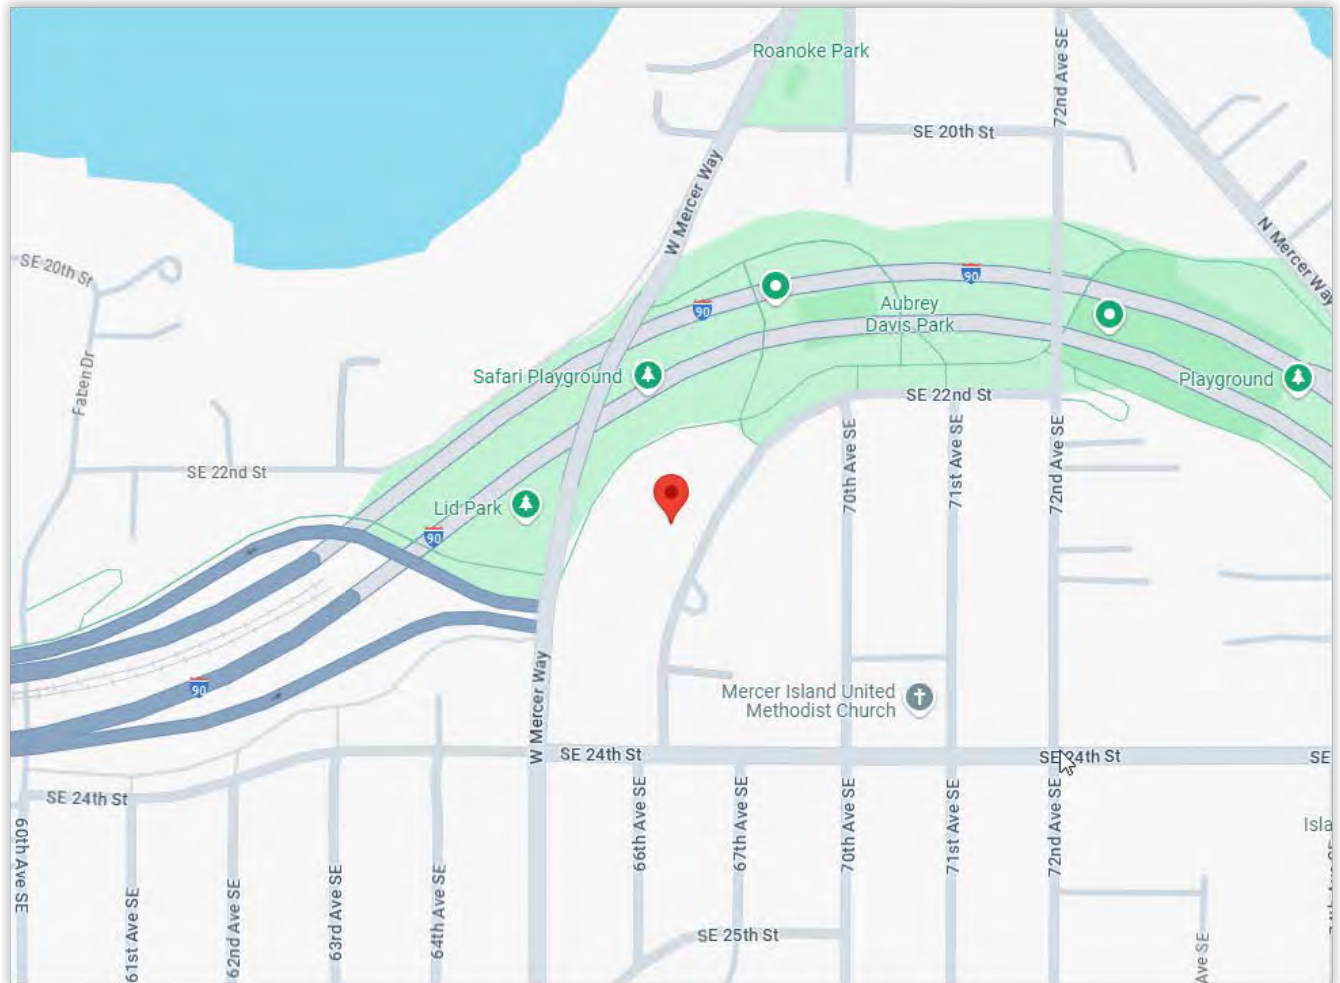 Roanoke Park
72nd Ave SE
SE 20th St
W Mercer Way
N Mercer Way
SE 20th St
90
90
Aubrey
Davis Park
Faben Dr
Safari Playground
Playground
SE 22nd St
70th Ave SE
71st Ave SE
72nd Ave SE
SE 22nd St
Lid Park
90
90
W Mercer Way
Mercer Island United
Methodist Church
SE 24th St
SE 24th St
SE
SE 24th St
60th Ave SE
61st Ave SE
62nd Ave SE
63rd Ave SE
64th Ave SE
66th Ave SE
67th Ave SE
70th Ave SE
71st Ave SE
72nd Ave SE
Isla
SE 25th St
Ave SE